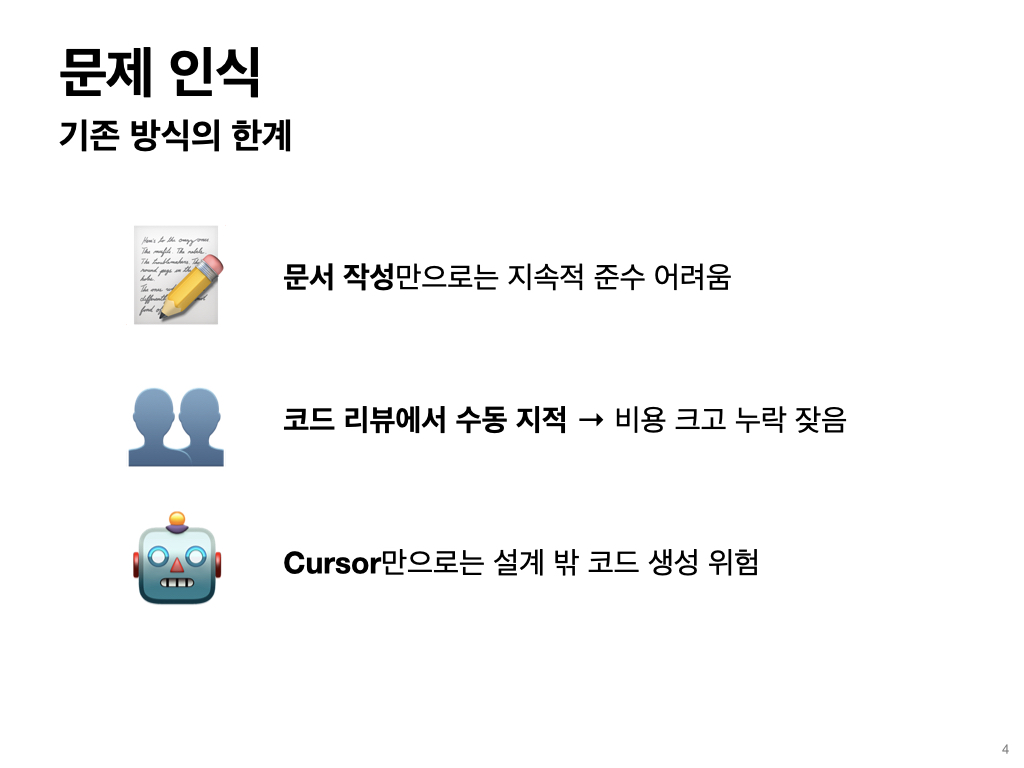 문제 인식
기존 방식의 한계
문서 작성만으로는 지속적 준수 어려움
코드 리뷰에서 수동 지적 → 비용 크고 누락 잦음
Cursor만으로는 설계 밖 코드 생성 위험
4